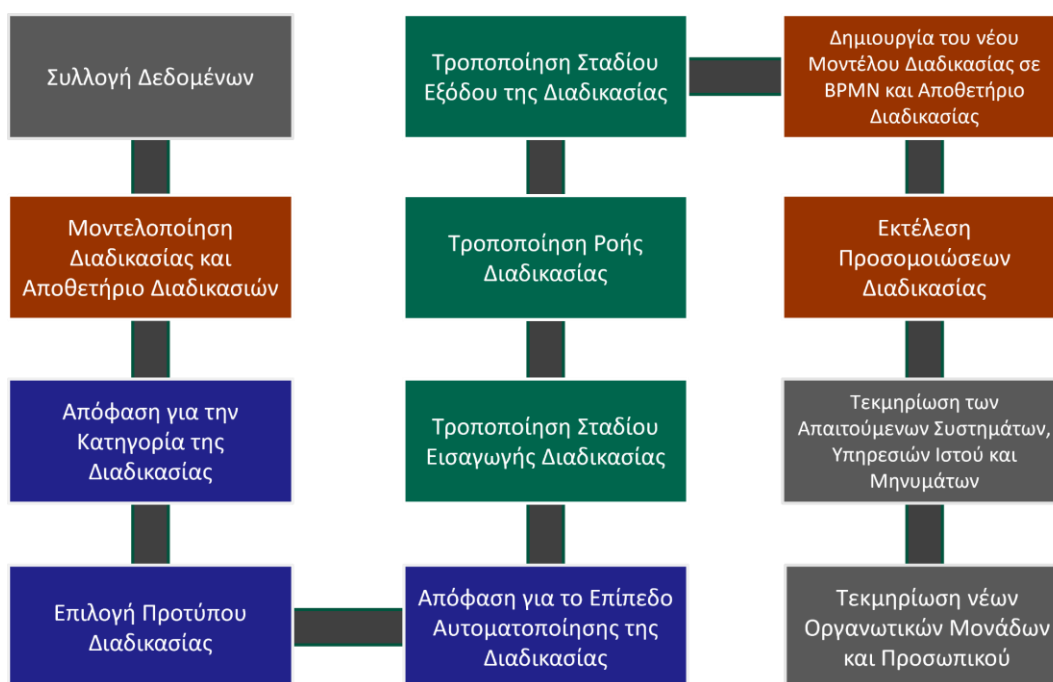 Συλλογή Δεδομένων
Μοντελοποίηση
Διαδικασίας και
Αποθετήριο Διαδικασιών
Απόφαση για την
Κατηγορία της
Διαδικασίας
Επιλογή Προτύπου
Διαδικασίας
Απόφαση για το Επίπεδο
Αυτοματοποίησης της
Διαδικασίας
Τροποποίηση Σταδίου
Εισαγωγής Διαδικασίας
Τροποποίηση Ροής
Διαδικασίας
Τροποποίηση Σταδίου
Εξόδου της Διαδικασίας
Δημιουργία του νέου
Μοντέλου Διαδικασίας σε
BPMN και Αποθετήριο
Διαδικασίας
Εκτέλεση
Προσομοιώσεων
Διαδικασίας
Τεκμηρίωση των
Απαιτούμενων Συστημάτων,
Υπηρεσιών Ιστού και
Μηνυμάτων
Τεκμηρίωση νέων
Οργανωτικών Μονάδων
και Προσωπικού